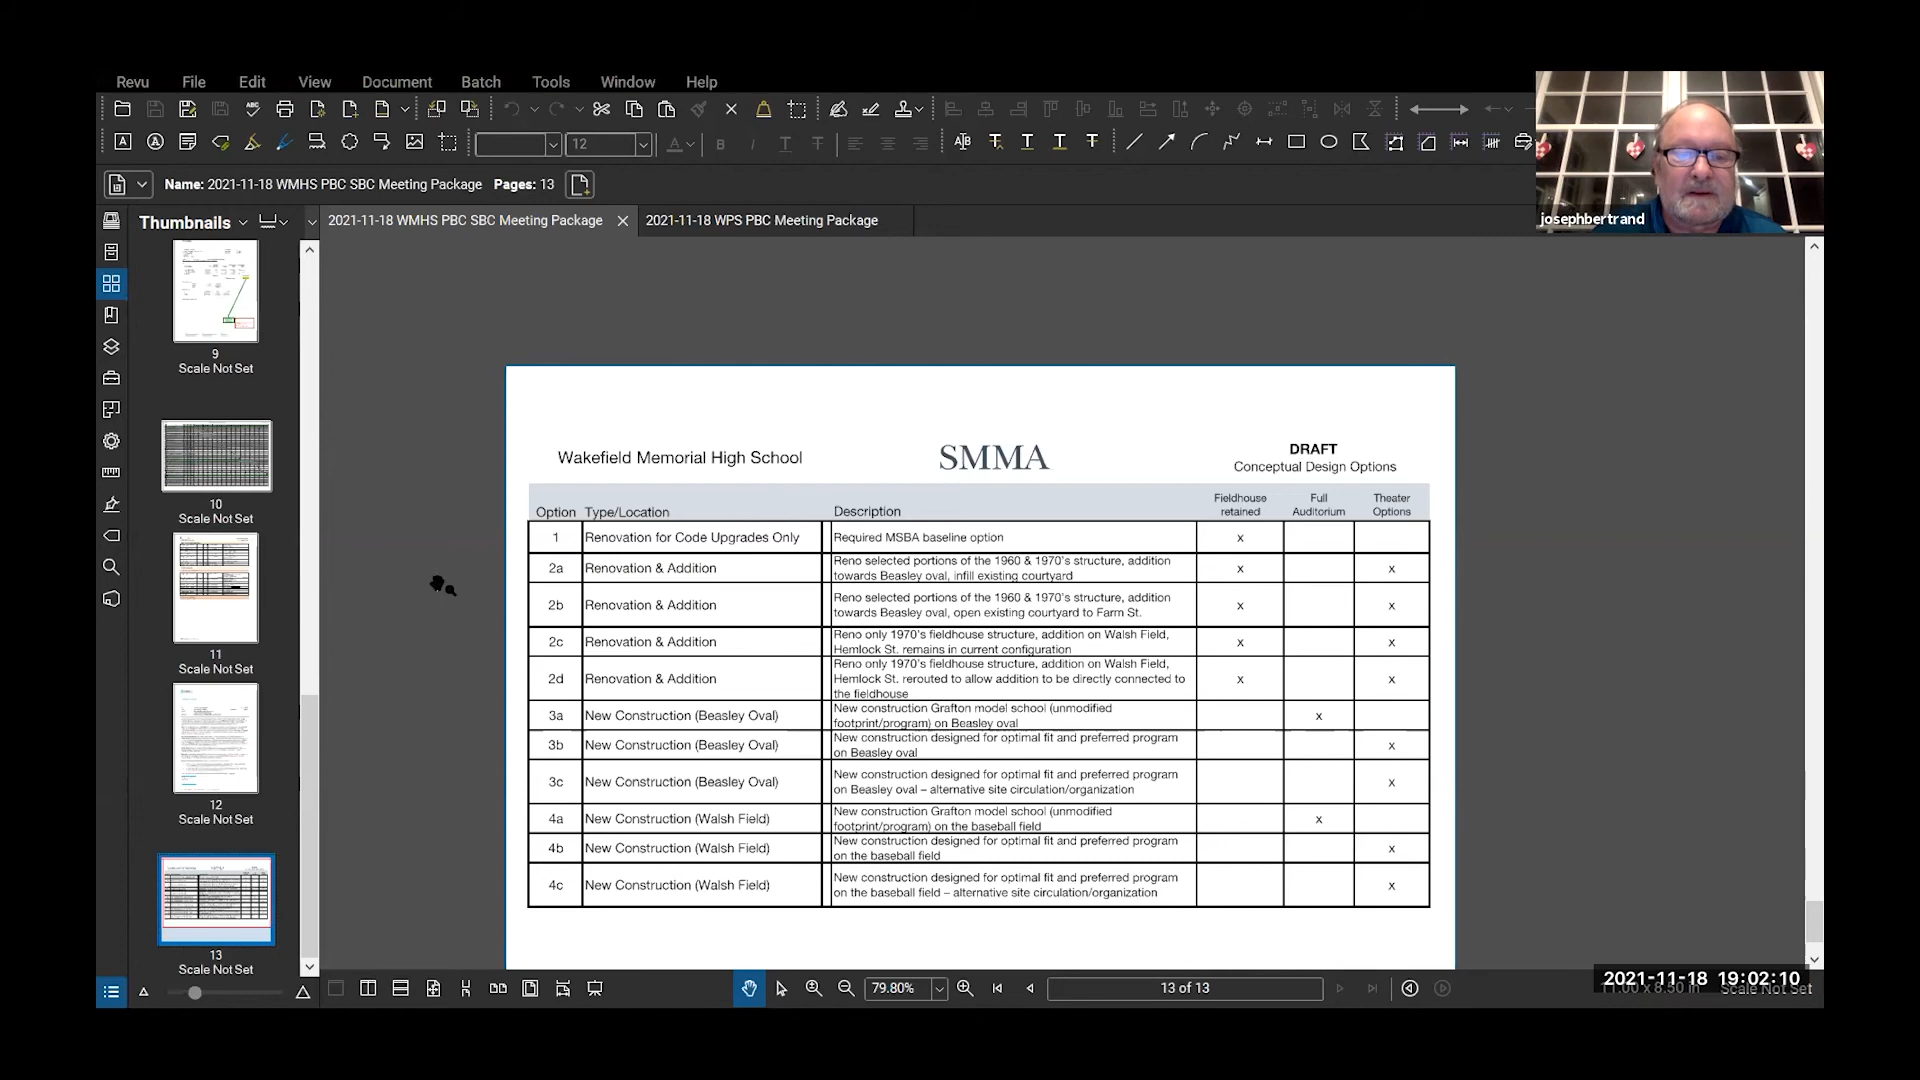 Revu File Edit View Document Batch Tools Window Help
12
Name: 2021-11-18 WMHS PBC SBC Meeting Package Pages: 13
josephbertrand
Thumbnails
2021-11-18 WMHS PBC SBC Meeting Package
2021-11-18 WPS PBC Meeting Package
9
Scale Not Set
10
Scale Not Set
11
Scale Not Set
12
Scale Not Set
13
Scale Not Set
Wakefield Memorial High School
SMMA
DRAFT
Conceptual Design Options
Option Type/Location Description Fieldhouse retained Full Auditorium Theater Options
1 Renovation for Code Upgrades Only Required MSBA baseline option x
2a Renovation & Addition Reno selected portions of the 1960 & 1970's structure, addition
towards Beasley oval, infill existing courtyard x x
2b Renovation & Addition Reno selected portions of the 1960 & 1970's structure, addition
towards Beasley oval, open existing courtyard to Farm St. x x
2c Renovation & Addition Reno only 1970's fieldhouse structure, addition on Walsh Field,
Hemlock St. remains in current configuration x x
2d Renovation & Addition Reno only 1970's fieldhouse structure, addition on Walsh Field,
Hemlock St. rerouted to allow addition to be directly connected to
the fieldhouse x x
3a New Construction (Beasley Oval) New construction Grafton model school (unmodified
footprint/program) on Beasley oval x
3b New Construction (Beasley Oval) New construction designed for optimal fit and preferred program
on Beasley oval x
3c New Construction (Beasley Oval) New construction designed for optimal fit and preferred program
on Beasley oval – alternative site circulation/organization x
4a New Construction (Walsh Field) New construction Grafton model school (unmodified
footprint/program) on the baseball field x
4b New Construction (Walsh Field) New construction designed for optimal fit and preferred program
on the baseball field x
4c New Construction (Walsh Field) New construction designed for optimal fit and preferred program
on the baseball field – alternative site circulation/organization x
79.80%
13 of 13
2021-11-18 19:02:10
11.00 x 8.50 in Scale Not Set